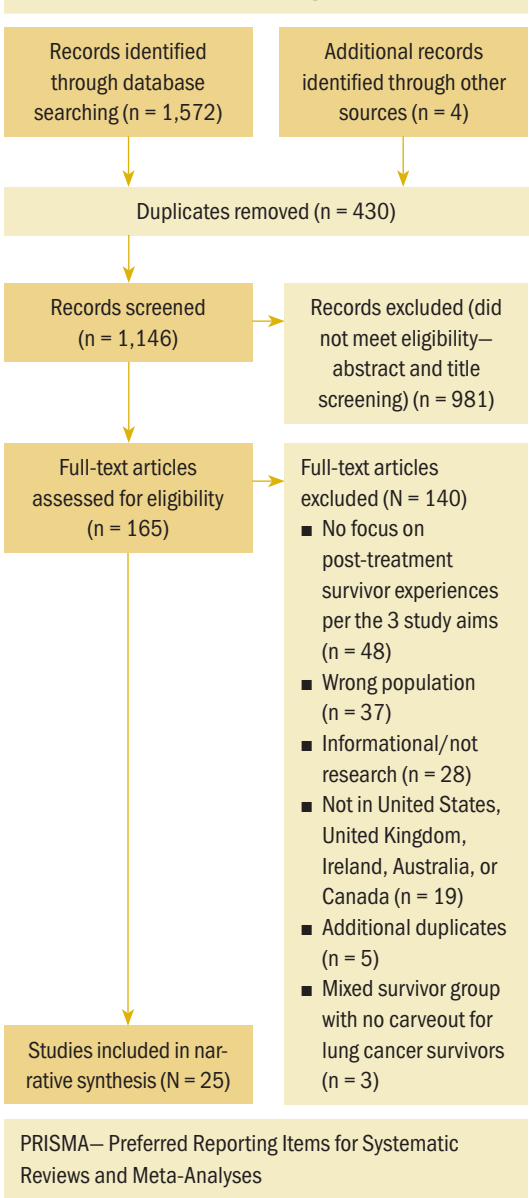 Records identified
through database
searching (n = 1,572)
Additional records
identified through other
sources (n = 4)
Duplicates removed (n = 430)
Records screened
(n = 1,146)
Records excluded (did
not meet eligibility—
abstract and title
screening) (n = 981)
Full-text articles
assessed for eligibility
(n = 165)
Full-text articles
excluded (N = 140)
■ No focus on
post-treatment
survivor experiences
per the 3 study aims
(n = 48)
■ Wrong population
(n = 37)
■ Informational/not
research (n = 28)
■ Not in United States,
United Kingdom,
Ireland, Australia, or
Canada (n = 19)
■ Additional duplicates
(n = 5)
■ Mixed survivor group
with no carveout for
lung cancer survivors
(n = 3)
Studies included in nar-
rative synthesis (N = 25)
PRISMA— Preferred Reporting Items for Systematic
Reviews and Meta-Analyses